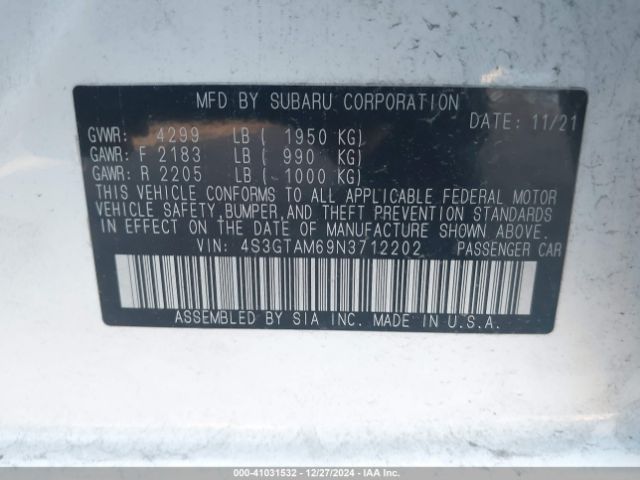 MFD BY SUBARU CORPORATION
DATE: 11/21
GVWR: 4299 LB ( 1950 KG)
GAWR: F 2183 LB ( 990 KG)
GAWR: R 2205 LB ( 1000 KG)
THIS VEHICLE CONFORMS TO ALL APPLICABLE FEDERAL MOTOR
VEHICLE SAFETY, BUMPER, AND THEFT PREVENTION STANDARDS
IN EFFECT ON THE DATE OF MANUFACTURE SHOWN ABOVE.
VIN: 4S3GTAM69N3712202 PASSENGER CAR
ASSEMBLED BY SIA INC. MADE IN U.S.A.
000-41031532 - 12/27/2024 - IAA Inc.